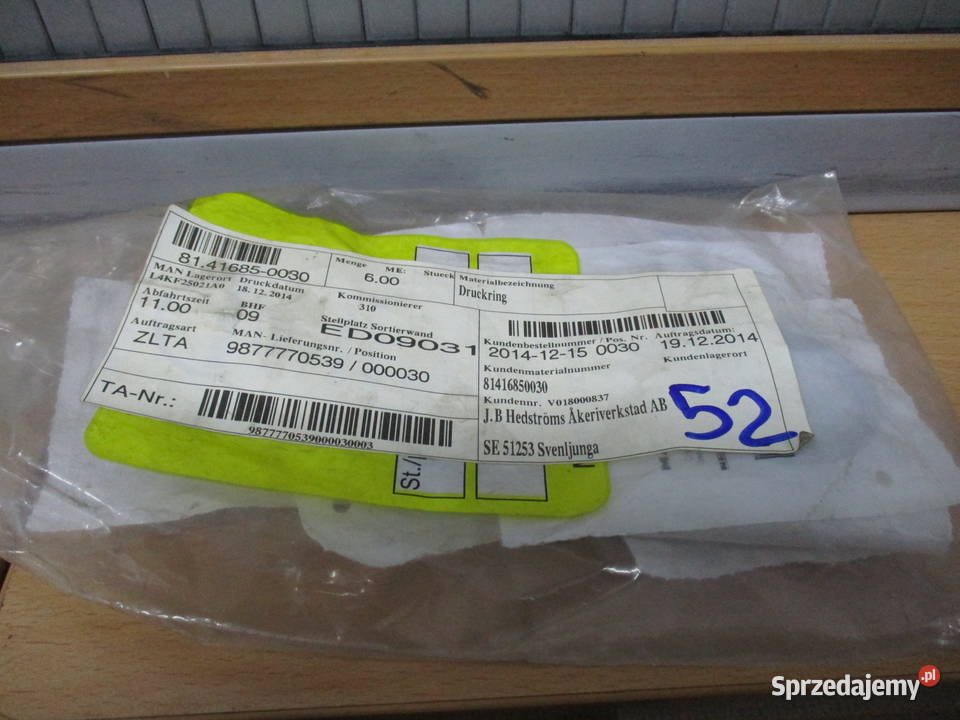 81.41685-0030
MAN Lagerort Druckdatum
L4KF25021A0 18.12.2014
Abfahrtszeit BHF
11.00 09
Auftragsart
ZLTA
Menge ME: Stueck
6.00
Kommissionierer
310
Stellplatz Sortierwand
ED09031
MAN- Lieferungsnr. / Position
9877770539 / 000030
TA-Nr.:
9877770539000030003
Materialbezeichnung
Druckring
Kundenbestellnummer / Pos. Nr. Auftragsdatum:
2014-12-15 0030 19.12.2014
Kundenmaterialnummer Kundenlagerort
81416850030
Kundennr. V018000837
J.B Hedströms Åkeriverkstad AB
SE 51253 Svenljunga
52
St./
Sprzedajemy.pl